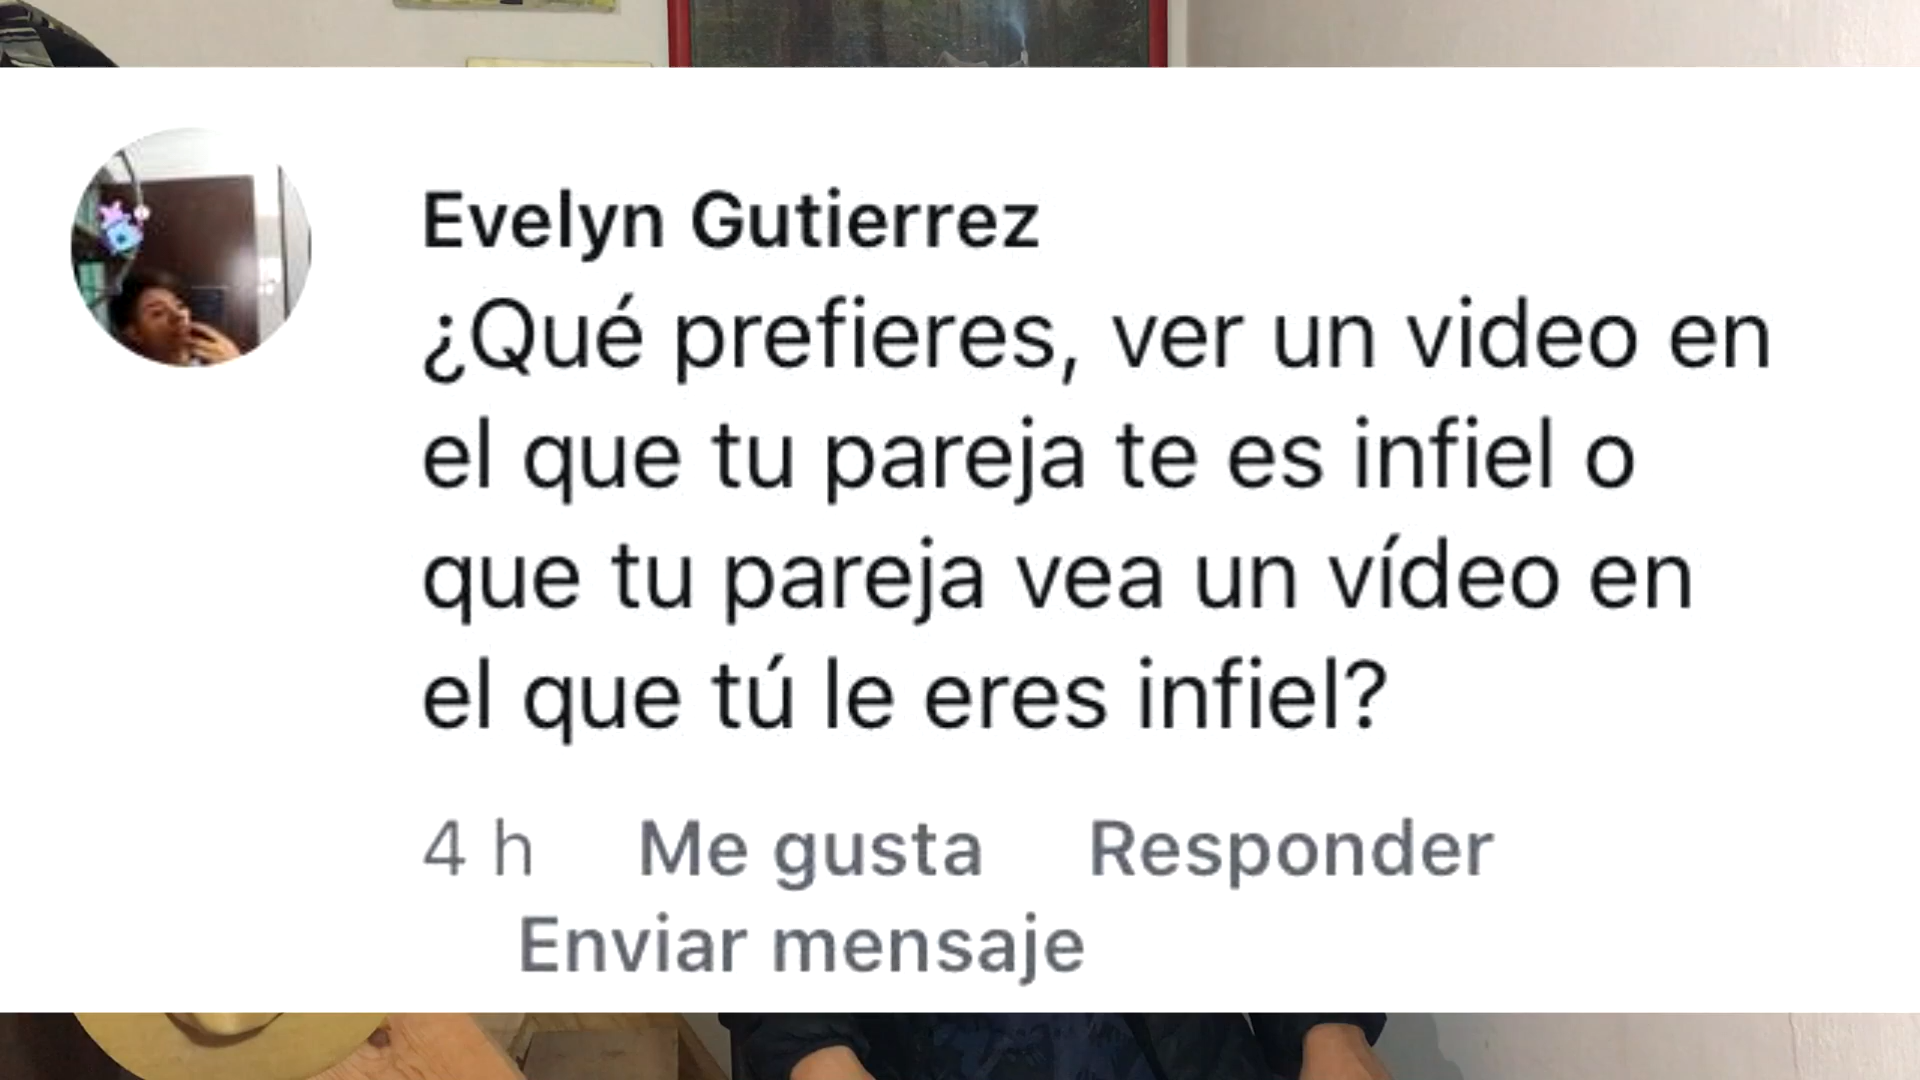 Evelyn Gutierrez
¿Qué prefieres, ver un video en
el que tu pareja te es infiel o
que tu pareja vea un vídeo en
el que tú le eres infiel?
4 h Me gusta Responder
Enviar mensaje